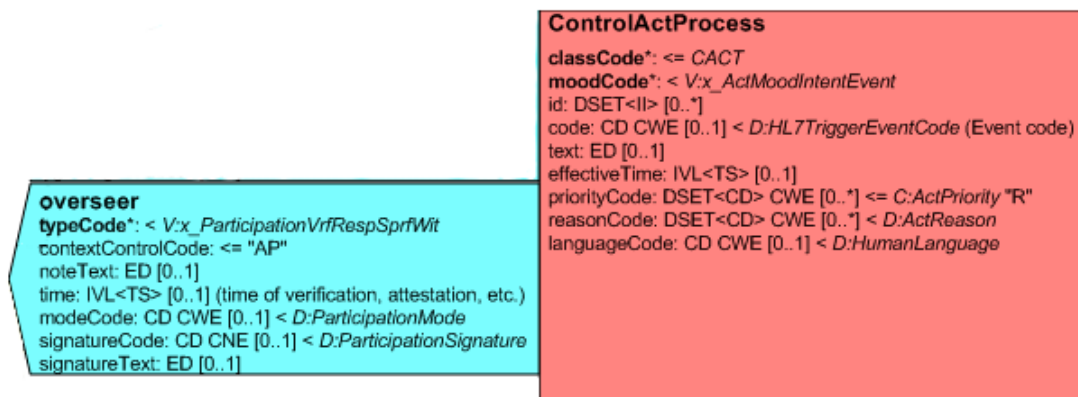 ControlActProcess
classCode*: <= CACT
moodCode*: < V:x_ActMoodIntentEvent
id: DSET<II> [0..*]
code: CD CWE [0..1] < D:HL7TriggerEventCode (Event code)
text: ED [0..1]
effectiveTime: IVL<TS> [0..1]
priorityCode: DSET<CD> CWE [0..*] <= C:ActPriority "R"
reasonCode: DSET<CD> CWE [0..*] < D:ActReason
languageCode: CD CWE [0..1] < D:HumanLanguage
overseer
typeCode*: < V:x_ParticipationVrfRespSprfWit
contextControlCode: <= "AP"
noteText: ED [0..1]
time: IVL<TS> [0..1] (time of verification, attestation, etc.)
modeCode: CD CWE [0..1] < D:ParticipationMode
signatureCode: CD CNE [0..1] < D:ParticipationSignature
signatureText: ED [0..1]